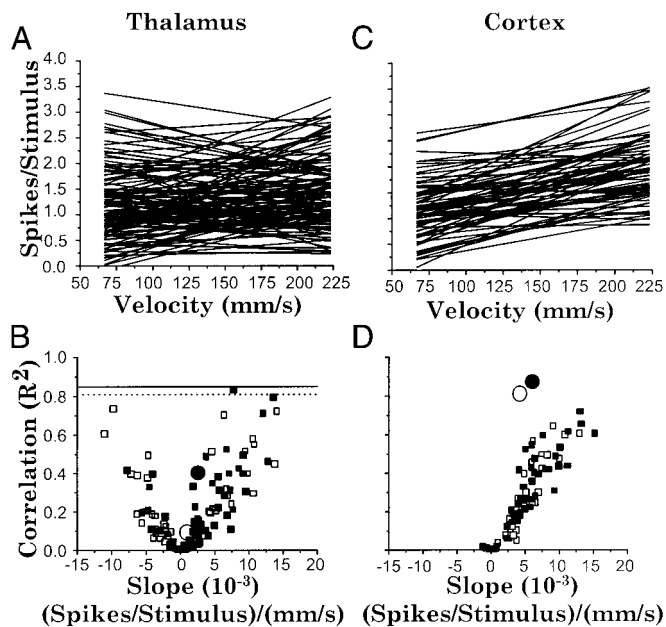 Thalamus
Cortex
A
C
Spikes/Stimulus
4.0
3.5
3.0
2.5
2.0
1.5
1.0
0.5
0.0
50 75 100 125 150 175 200 225
50 75 100 125 150 175 200 225
Velocity (mm/s)
Velocity (mm/s)
B
D
Correlation (R²)
1.0
0.8
0.6
0.4
0.2
0.0
-15 -10 -5 0 5 10 15 20
-15 -10 -5 0 5 10 15 20
Slope (10⁻³)
Slope (10⁻³)
(Spikes/Stimulus)/(mm/s)
(Spikes/Stimulus)/(mm/s)